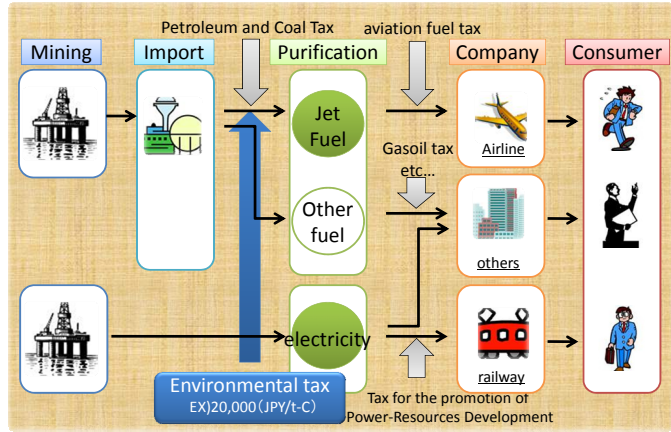 Petroleum and Coal Tax
aviation fuel tax
Mining
Import
Purification
Company
Consumer
Jet
Fuel
Airline
Gasoil tax
etc...
Other
fuel
others
electricity
railway
Environmental tax
EX)20,000(JPY/t-C)
Tax for the promotion of
Power-Resources Development